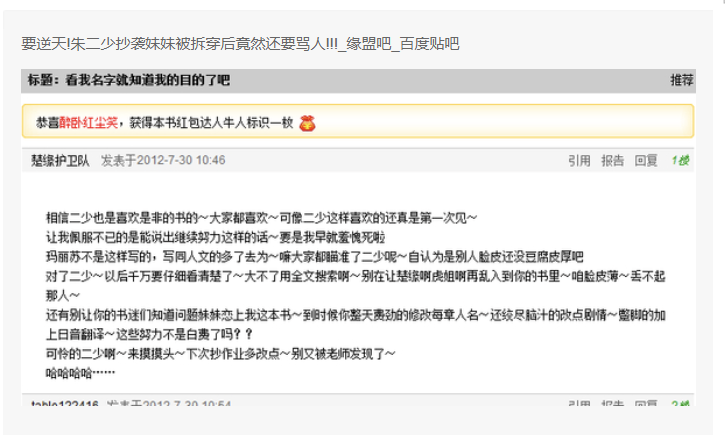 要逆天!朱二少抄袭妹妹被拆穿后竟然还要骂人!!!_缘盟吧_百度贴吧
标题：看我名字就知道我的目的了吧 推荐
恭喜醉卧红尘笑，获得本书红包达人牛人标识一枚
楚缘护卫队 发表于2012-7-30 10:46 引用 报告 回复 1楼
相信二少也是喜欢是非的书的～大家都喜欢～可像二少这样喜欢的还真是第一次见～
让我佩服不已的是能说出继续努力这样的话～要是我早就羞愧死啦
玛丽苏不是这样写的，写同人文的多了去为～嘛大家都瞄准了二少呢～自认为是别人脸皮还没豆腐皮厚吧
对了二少～以后千万要仔细看清楚了～大不了用全文搜索啊～别在让楚缘啊虎姐啊再乱入到你的书里～咱脸皮薄～丢不起
那人～
还有别让你的书迷们知道问题妹妹恋上我这本书～到时候你整天费劲的修改每章人名～还绞尽脑汁的改点剧情～蹩脚的加
上日音翻译～这些努力不是白费了吗？？
可怜的二少啊～来摸摸头～下次抄作业多改点～别又被老师发现了～
哈哈哈哈……
table122416 发表于2012-7-30 10:54 引用 报告 回复 2楼